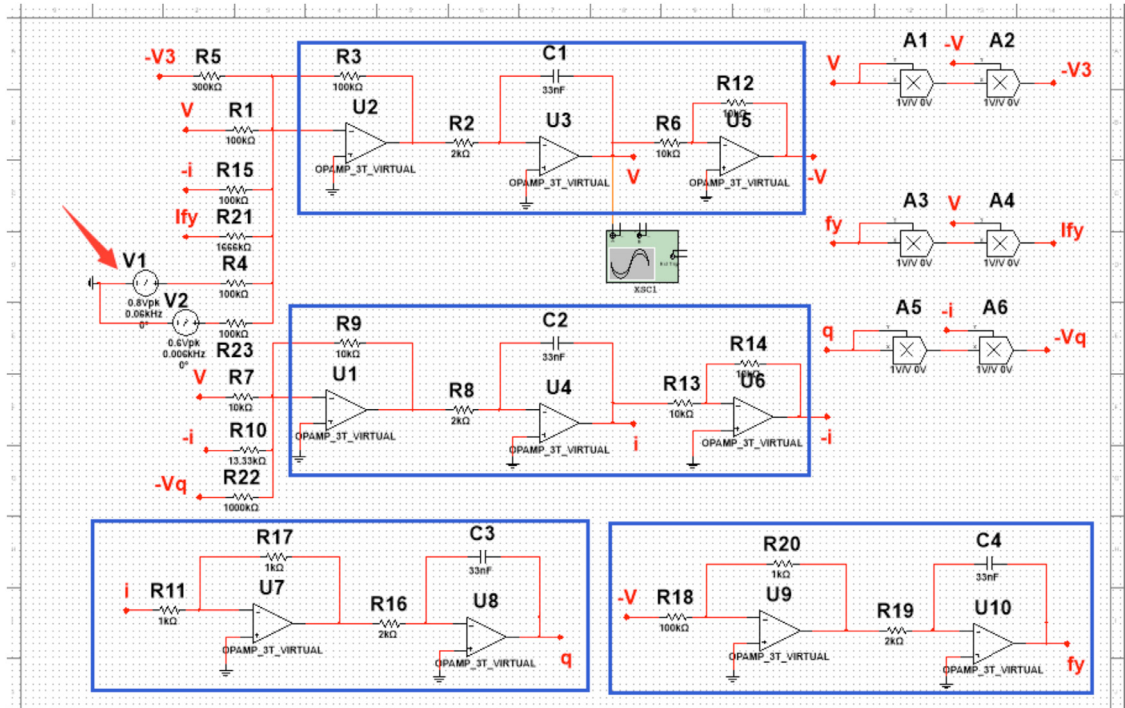 -V3
R5
300kΩ
R3
100kΩ
C1
33nF
R12
10kΩ
V
R1
100kΩ
U2
OPAMP_3T_VIRTUAL
R2
2kΩ
U3
OPAMP_3T_VIRTUAL
V
R6
10kΩ
U5
OPAMP_3T_VIRTUAL
-V
-i
R15
100kΩ
Ify
R21
1666kΩ
V1
0.8Vpk
0.06kHz
0°
R4
100kΩ
V2
0.6Vpk
0.006kHz
0°
100kΩ
R23
XSC1
A1
-V
A2
V
-V3
1V/V 0V
1V/V 0V
A3
V
A4
fy
Ify
1V/V 0V
1V/V 0V
A5
-i
A6
q
-Vq
1V/V 0V
1V/V 0V
V
R7
10kΩ
-i
R10
13.33kΩ
-Vq
R22
1000kΩ
R9
10kΩ
U1
OPAMP_3T_VIRTUAL
R8
2kΩ
C2
33nF
U4
OPAMP_3T_VIRTUAL
i
R13
10kΩ
R14
10kΩ
U6
OPAMP_3T_VIRTUAL
-i
i
R11
1kΩ
R17
1kΩ
U7
OPAMP_3T_VIRTUAL
R16
2kΩ
C3
33nF
U8
OPAMP_3T_VIRTUAL
q
-V
R18
100kΩ
R20
1kΩ
U9
OPAMP_3T_VIRTUAL
R19
2kΩ
C4
33nF
U10
OPAMP_3T_VIRTUAL
fy